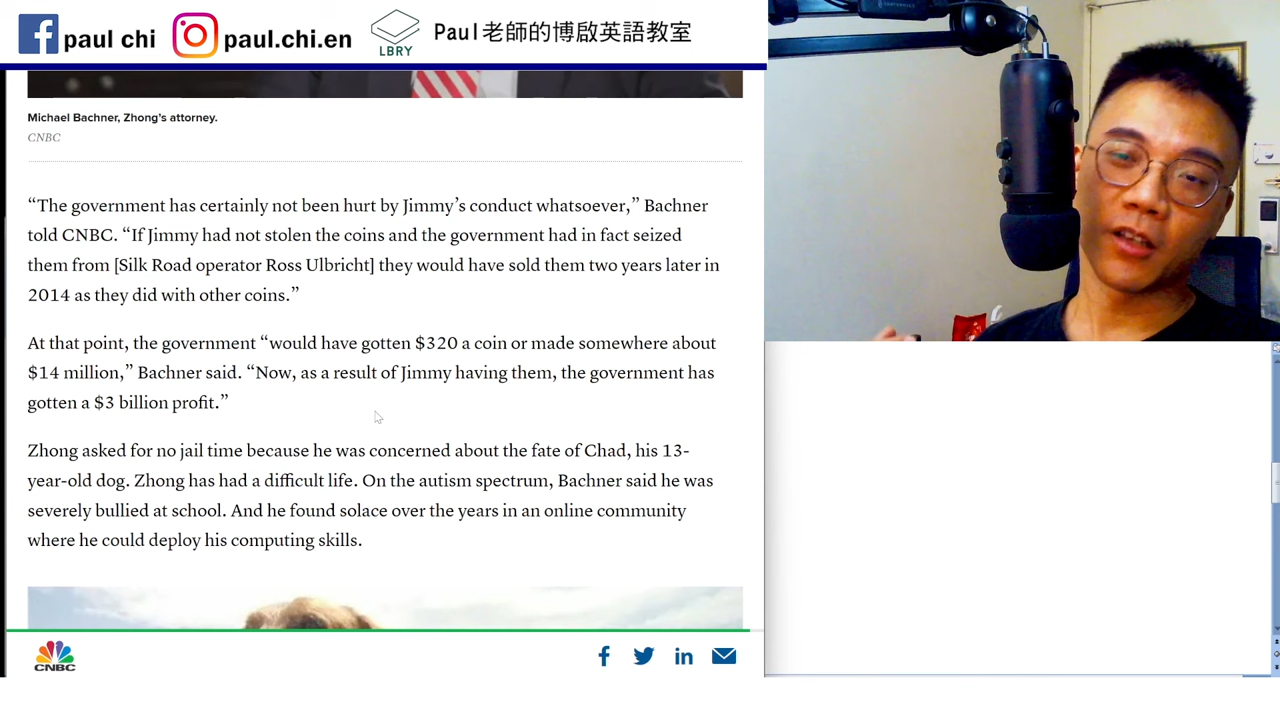 paul chi
paul.chi.en
LBRY
Paul老師的博啟英語教室
Michael Bachner, Zhong’s attorney.
CNBC
“The government has certainly not been hurt by Jimmy’s conduct whatsoever,” Bachner
told CNBC. “If Jimmy had not stolen the coins and the government had in fact seized
them from [Silk Road operator Ross Ulbricht] they would have sold them two years later in
2014 as they did with other coins.”
At that point, the government “would have gotten $320 a coin or made somewhere about
$14 million,” Bachner said. “Now, as a result of Jimmy having them, the government has
gotten a $3 billion profit.”
Zhong asked for no jail time because he was concerned about the fate of Chad, his 13-
year-old dog. Zhong has had a difficult life. On the autism spectrum, Bachner said he was
severely bullied at school. And he found solace over the years in an online community
where he could deploy his computing skills.
CNBC